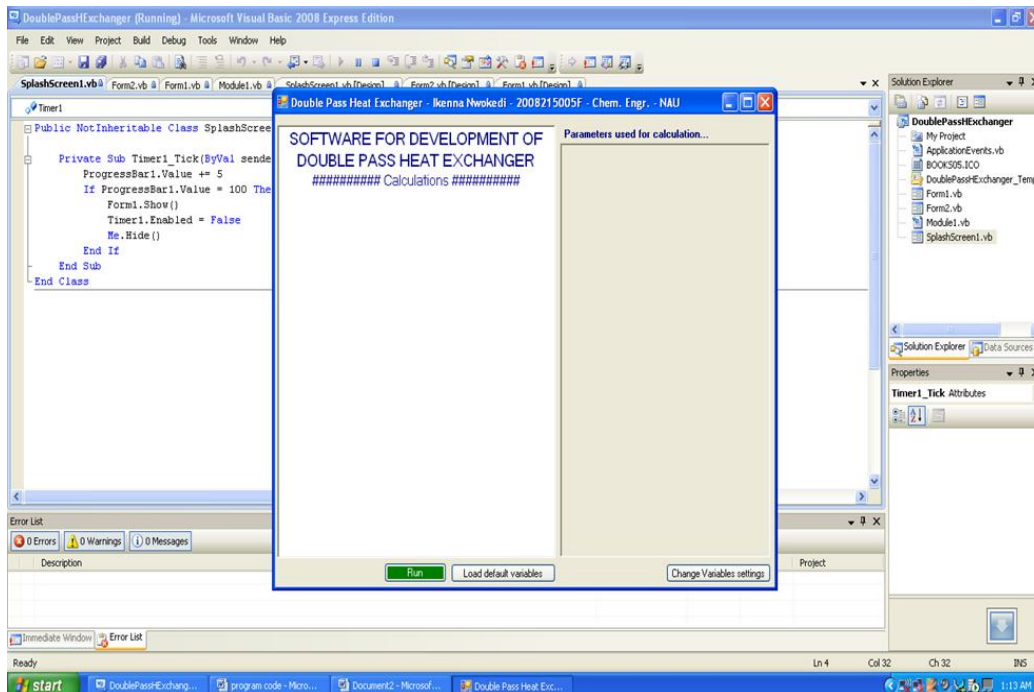 DoublePassHExchanger (Running) - Microsoft Visual Basic 2008 Express Edition
File Edit View Project Build Debug Tools Window Help
SplashScreen1.vb Form2.vb Form1.vb Module1.vb SplashScreen1.vb [Design] Form2.vb [Design] Form1.vb [Design]
Timer1
Public NotInheritable Class SplashScree
Private Sub Timer1_Tick(ByVal sende
ProgressBar1.Value += 5
If ProgressBar1.Value = 100 The
Form1.Show()
Timer1.Enabled = False
Me.Hide()
End If
End Sub
End Class
Double Pass Heat Exchanger - Ikenna Nwokedi - 2008215005F - Chem. Engr. - NAU
SOFTWARE FOR DEVELOPMENT OF
DOUBLE PASS HEAT EXCHANGER
########## Calculations ##########
Parameters used for calculation...
Run
Load default variables
Change Variables settings
Solution Explorer
DoublePassHExchanger
My Project
ApplicationEvents.vb
BOOKS05.ICO
DoublePassHExchanger_Tem
Form1.vb
Form2.vb
Module1.vb
SplashScreen1.vb
Solution Explorer Data Sources
Properties
Timer1_Tick Attributes
Error List
0 Errors 0 Warnings 0 Messages
Description Project
Immediate Window Error List
Ready Ln 4 Col 32 Ch 32 INS
start DoublePassHExchang... program code - Micro... Document2 - Microsof... Double Pass Heat Exc... 1:13 AM